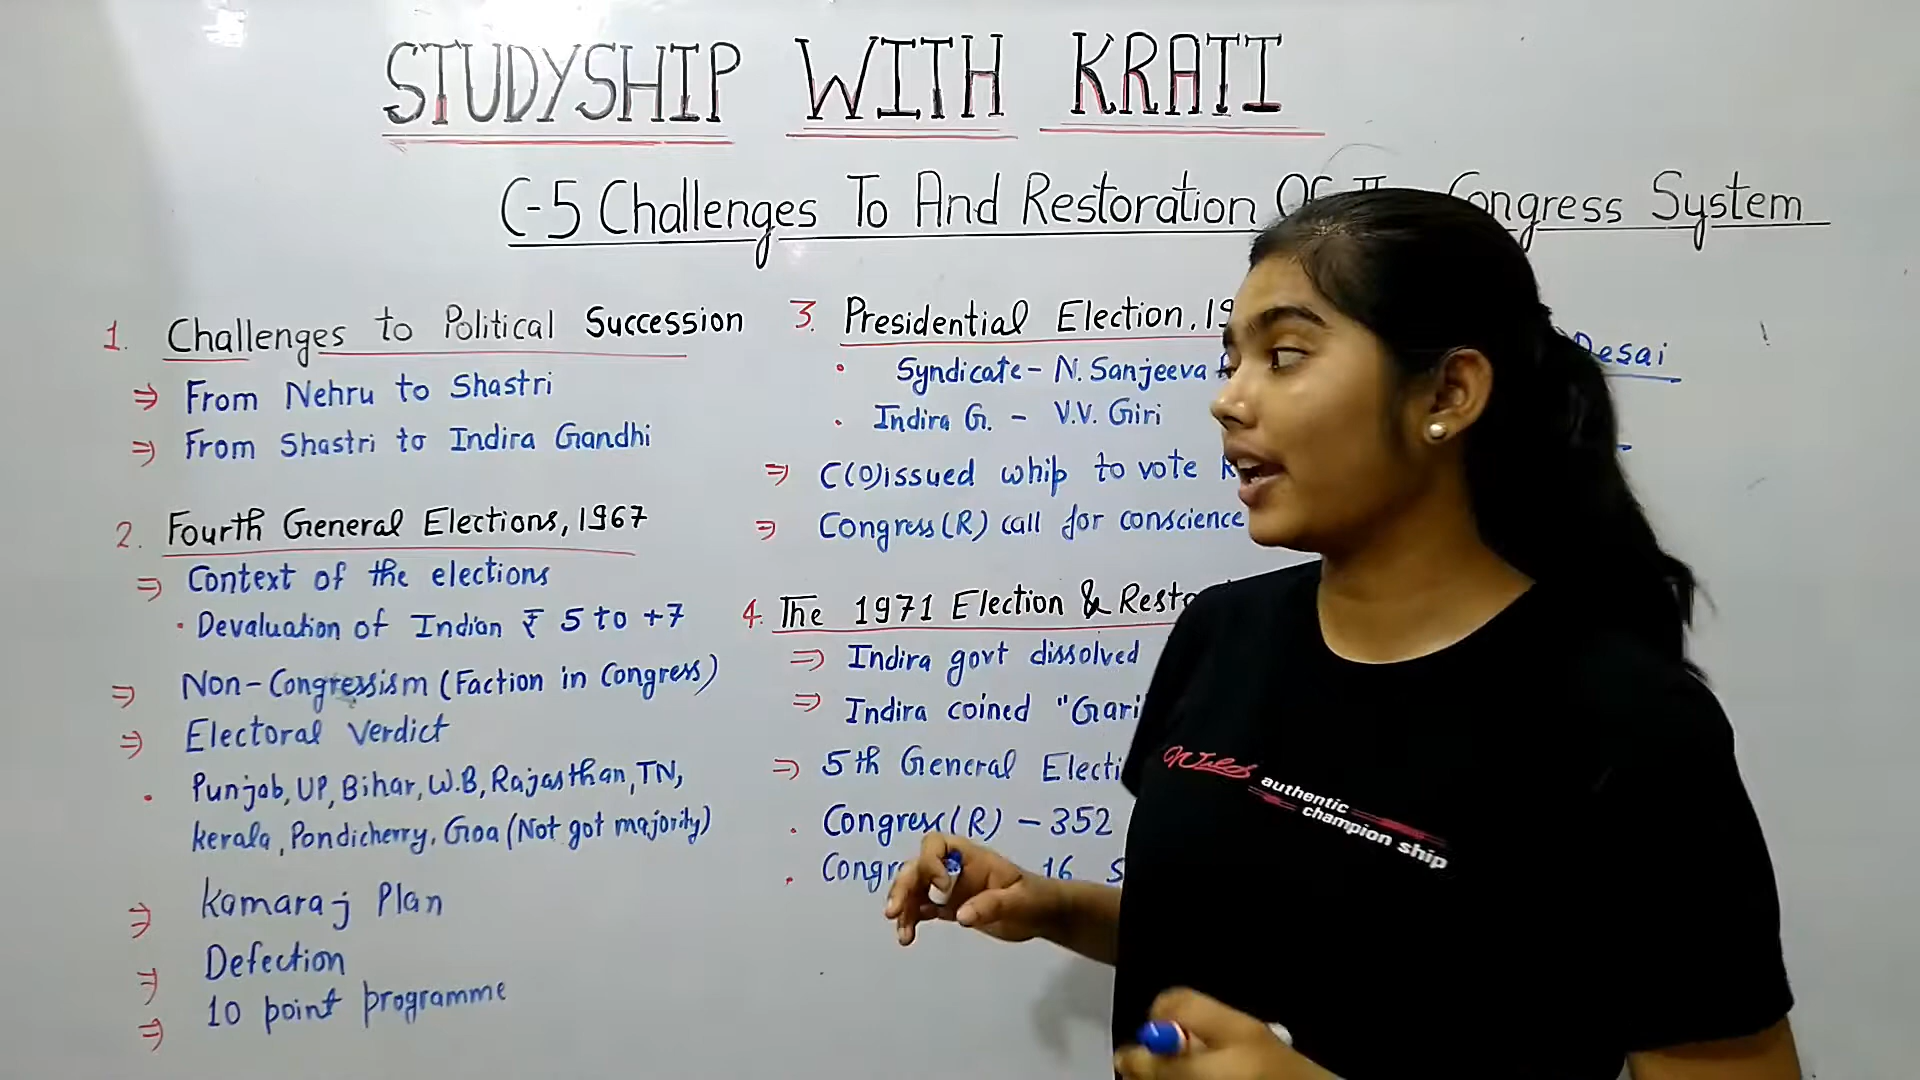 STUDYSHIP WITH KRATI
C-5 Challenges To And Restoration Of Congress System
1. Challenges to Political Succession
⇒ From Nehru to Shastri
⇒ From Shastri to Indira Gandhi
2. Fourth General Elections, 1967
⇒ Context of the elections
• Devaluation of Indian ₹ 5 to +7
⇒ Non-Congressism (Faction in Congress)
⇒ Electoral Verdict
• Punjab, UP, Bihar, W.B, Rajasthan, TN,
Kerala, Pondicherry, Goa (Not got majority)
⇒ Kamaraj Plan
⇒ Defection
⇒ 10 point programme
3. Presidential Election, 19
• Syndicate - N. Sanjeeva
• Indira G. - V.V. Giri
⇒ C(O) issued whip to vote
⇒ Congress (R) call for conscience
4. The 1971 Election & Resto
⇒ Indira govt dissolved
⇒ Indira coined "Gari
⇒ 5th General Electi
• Congress (R) - 352
• Congr 16 S
Desai
authentic
champion ship